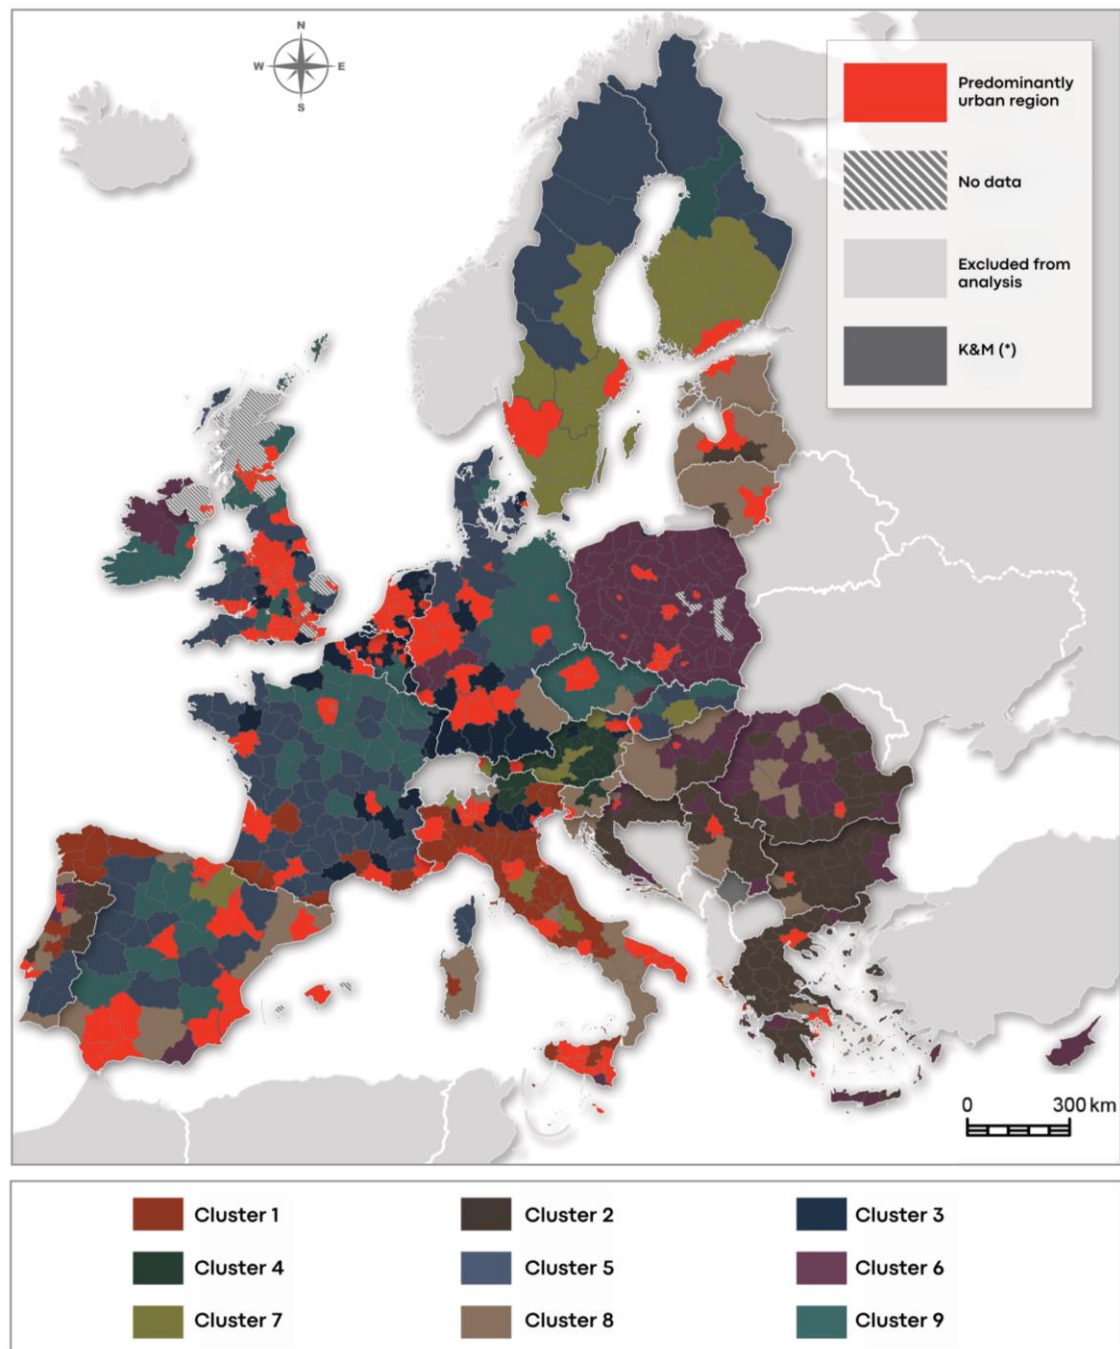 N
W E
S
Predominantly
urban region
No data
Excluded from
analysis
K&M (*)
0 300 km
Cluster 1 Cluster 2 Cluster 3
Cluster 4 Cluster 5 Cluster 6
Cluster 7 Cluster 8 Cluster 9